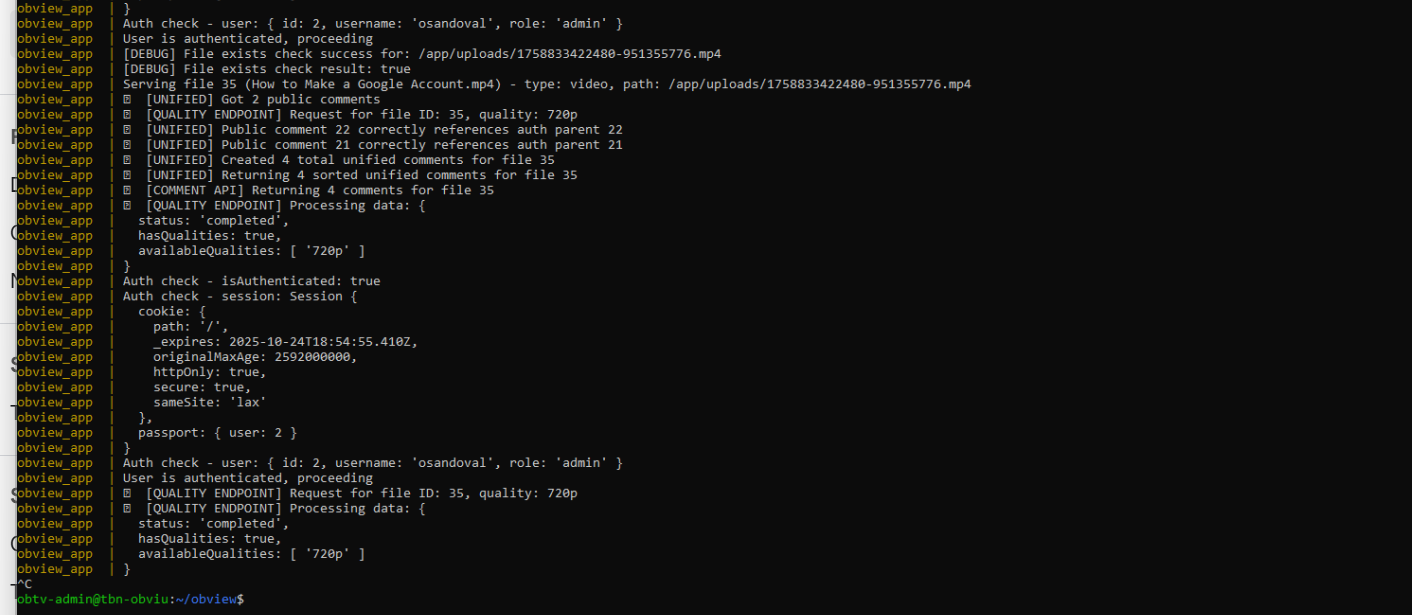 obview_app | }
obview_app | Auth check - user: { id: 2, username: 'osandoval', role: 'admin' }
obview_app | User is authenticated, proceeding
obview_app | [DEBUG] File exists check success for: /app/uploads/1758833422480-951355776.mp4
obview_app | [DEBUG] File exists check result: true
obview_app | Serving file 35 (How to Make a Google Account.mp4) - type: video, path: /app/uploads/1758833422480-951355776.mp4
obview_app | [UNIFIED] Got 2 public comments
obview_app | [QUALITY ENDPOINT] Request for file ID: 35, quality: 720p
obview_app | [UNIFIED] Public comment 22 correctly references auth parent 22
obview_app | [UNIFIED] Public comment 21 correctly references auth parent 21
obview_app | [UNIFIED] Created 4 total unified comments for file 35
obview_app | [UNIFIED] Returning 4 sorted unified comments for file 35
obview_app | [COMMENT API] Returning 4 comments for file 35
obview_app | [QUALITY ENDPOINT] Processing data: {
obview_app |   status: 'completed',
obview_app |   hasQualities: true,
obview_app |   availableQualities: [ '720p' ]
obview_app | }
obview_app | Auth check - isAuthenticated: true
obview_app | Auth check - session: Session {
obview_app |   cookie: {
obview_app |     path: '/',
obview_app |     _expires: 2025-10-24T18:54:55.410Z,
obview_app |     originalMaxAge: 2592000000,
obview_app |     httpOnly: true,
obview_app |     secure: true,
obview_app |     sameSite: 'lax'
obview_app |   },
obview_app |   passport: { user: 2 }
obview_app | }
obview_app | Auth check - user: { id: 2, username: 'osandoval', role: 'admin' }
obview_app | User is authenticated, proceeding
obview_app | [QUALITY ENDPOINT] Request for file ID: 35, quality: 720p
obview_app | [QUALITY ENDPOINT] Processing data: {
obview_app |   status: 'completed',
obview_app |   hasQualities: true,
obview_app |   availableQualities: [ '720p' ]
obview_app | }
^C
obtv-admin@tbn-obviu:~/obview$